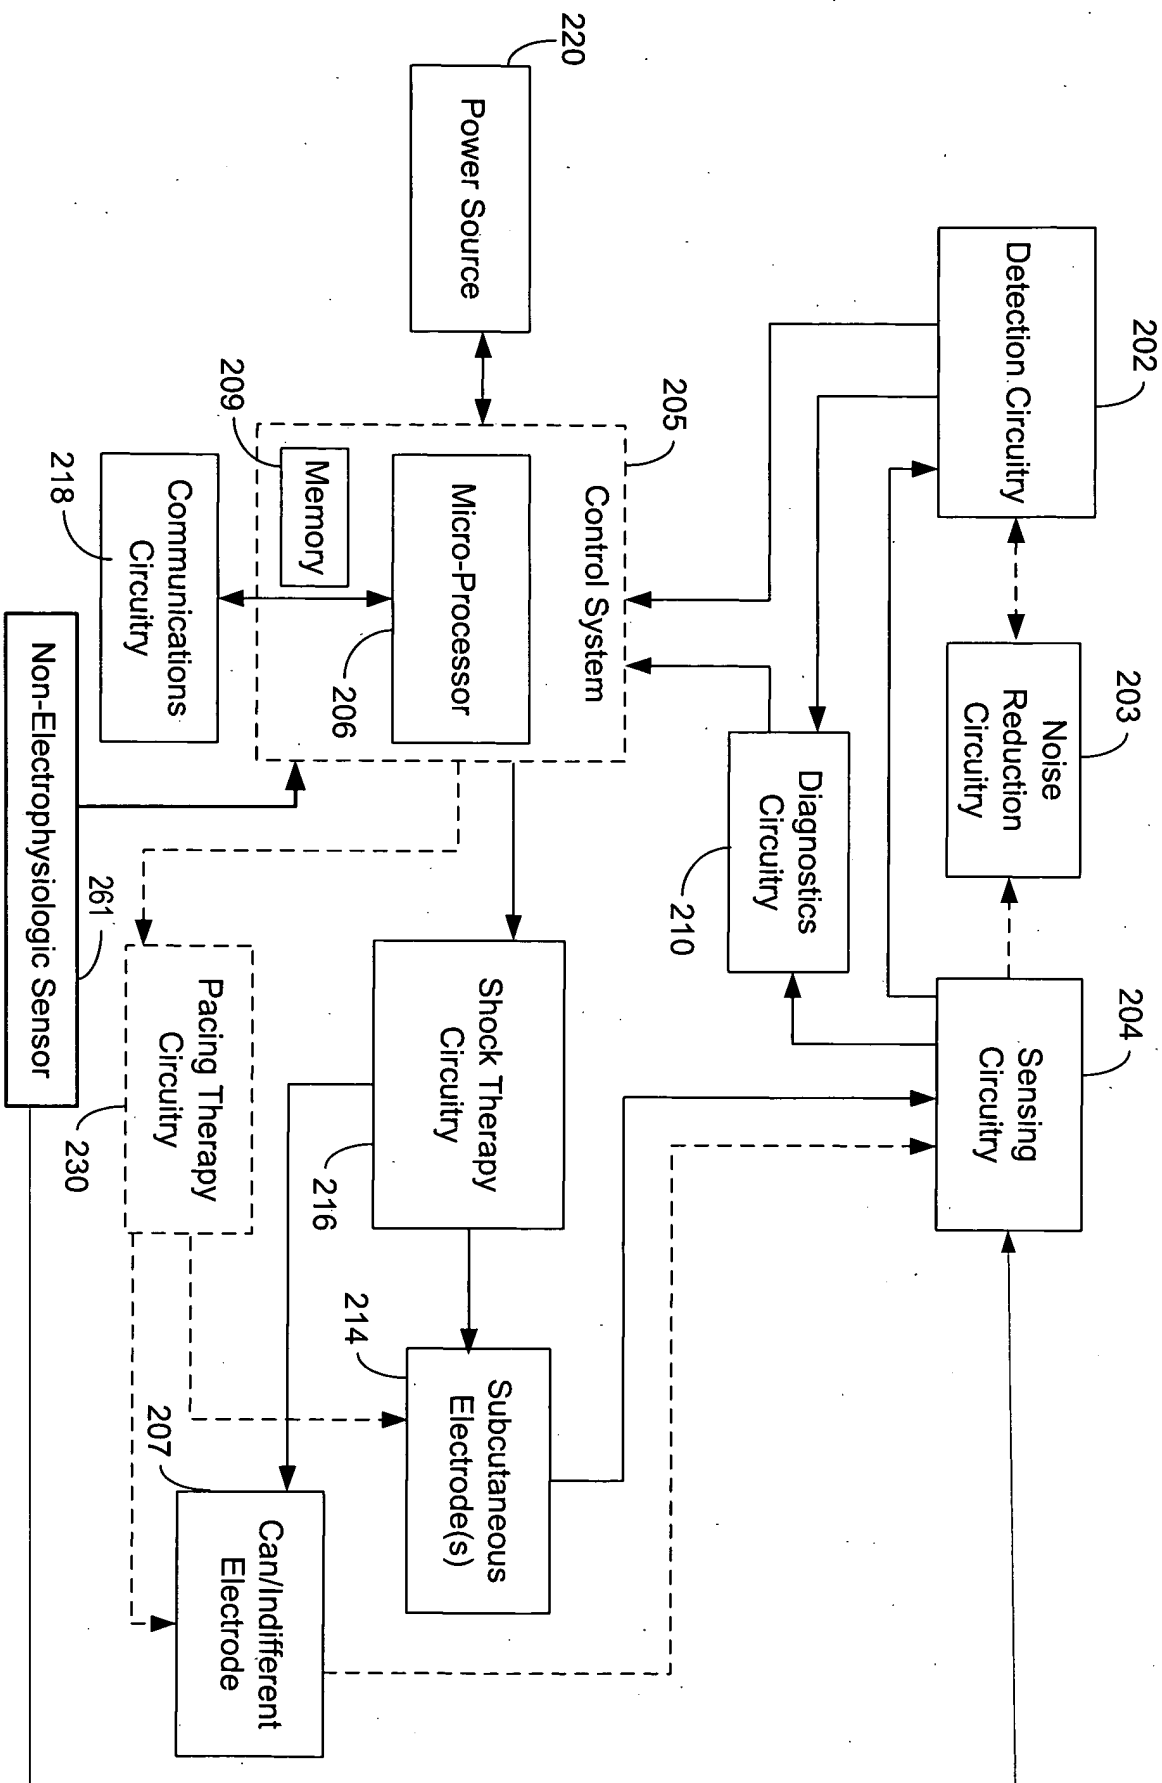 202
Detection Circuitry
203
Noise
Reduction
Circuitry
204
Sensing
Circuitry
220
Power Source
205
Control System
Micro-Processor
206
209
Memory
218
Communications
Circuitry
Diagnostics
Circuitry
210
Shock Therapy
Circuitry
216
214
Subcutaneous
Electrode(s)
Pacing Therapy
Circuitry
230
207
Can/Indifferent
Electrode
261
Non-Electrophysiologic Sensor